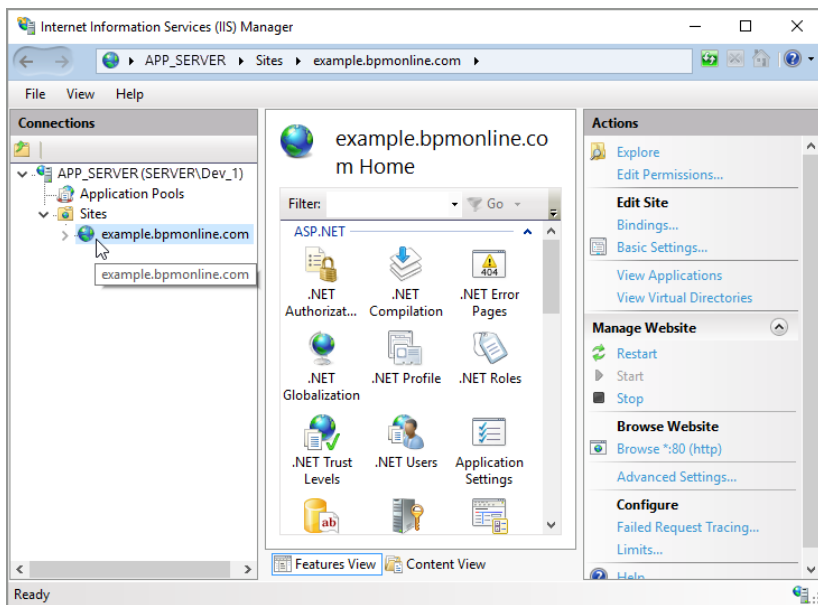 Internet Information Services (IIS) Manager
APP_SERVER Sites example.bpmonline.com
File View Help
Connections
APP_SERVER (SERVER\Dev_1)
Application Pools
Sites
example.bpmonline.com
example.bpmonline.com
example.bpmonline.co
m Home
Filter:
Go
ASP.NET
.NET
Authorizat...
.NET
Compilation
404
.NET Error
Pages
.NET
Globalization
.NET Profile
.NET Roles
.NET Trust
Levels
.NET Users
Application
Settings
ab
Features View
Content View
Actions
Explore
Edit Permissions...
Edit Site
Bindings...
Basic Settings...
View Applications
View Virtual Directories
Manage Website
Restart
Start
Stop
Browse Website
Browse *:80 (http)
Advanced Settings...
Configure
Failed Request Tracing...
Limits...
Help
Ready